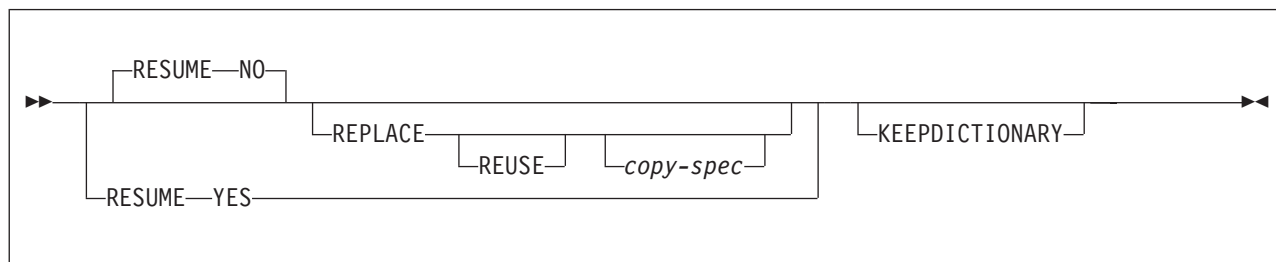 RESUME NO
REPLACE
KEEPDICTIONARY
REUSE
copy-spec
RESUME YES